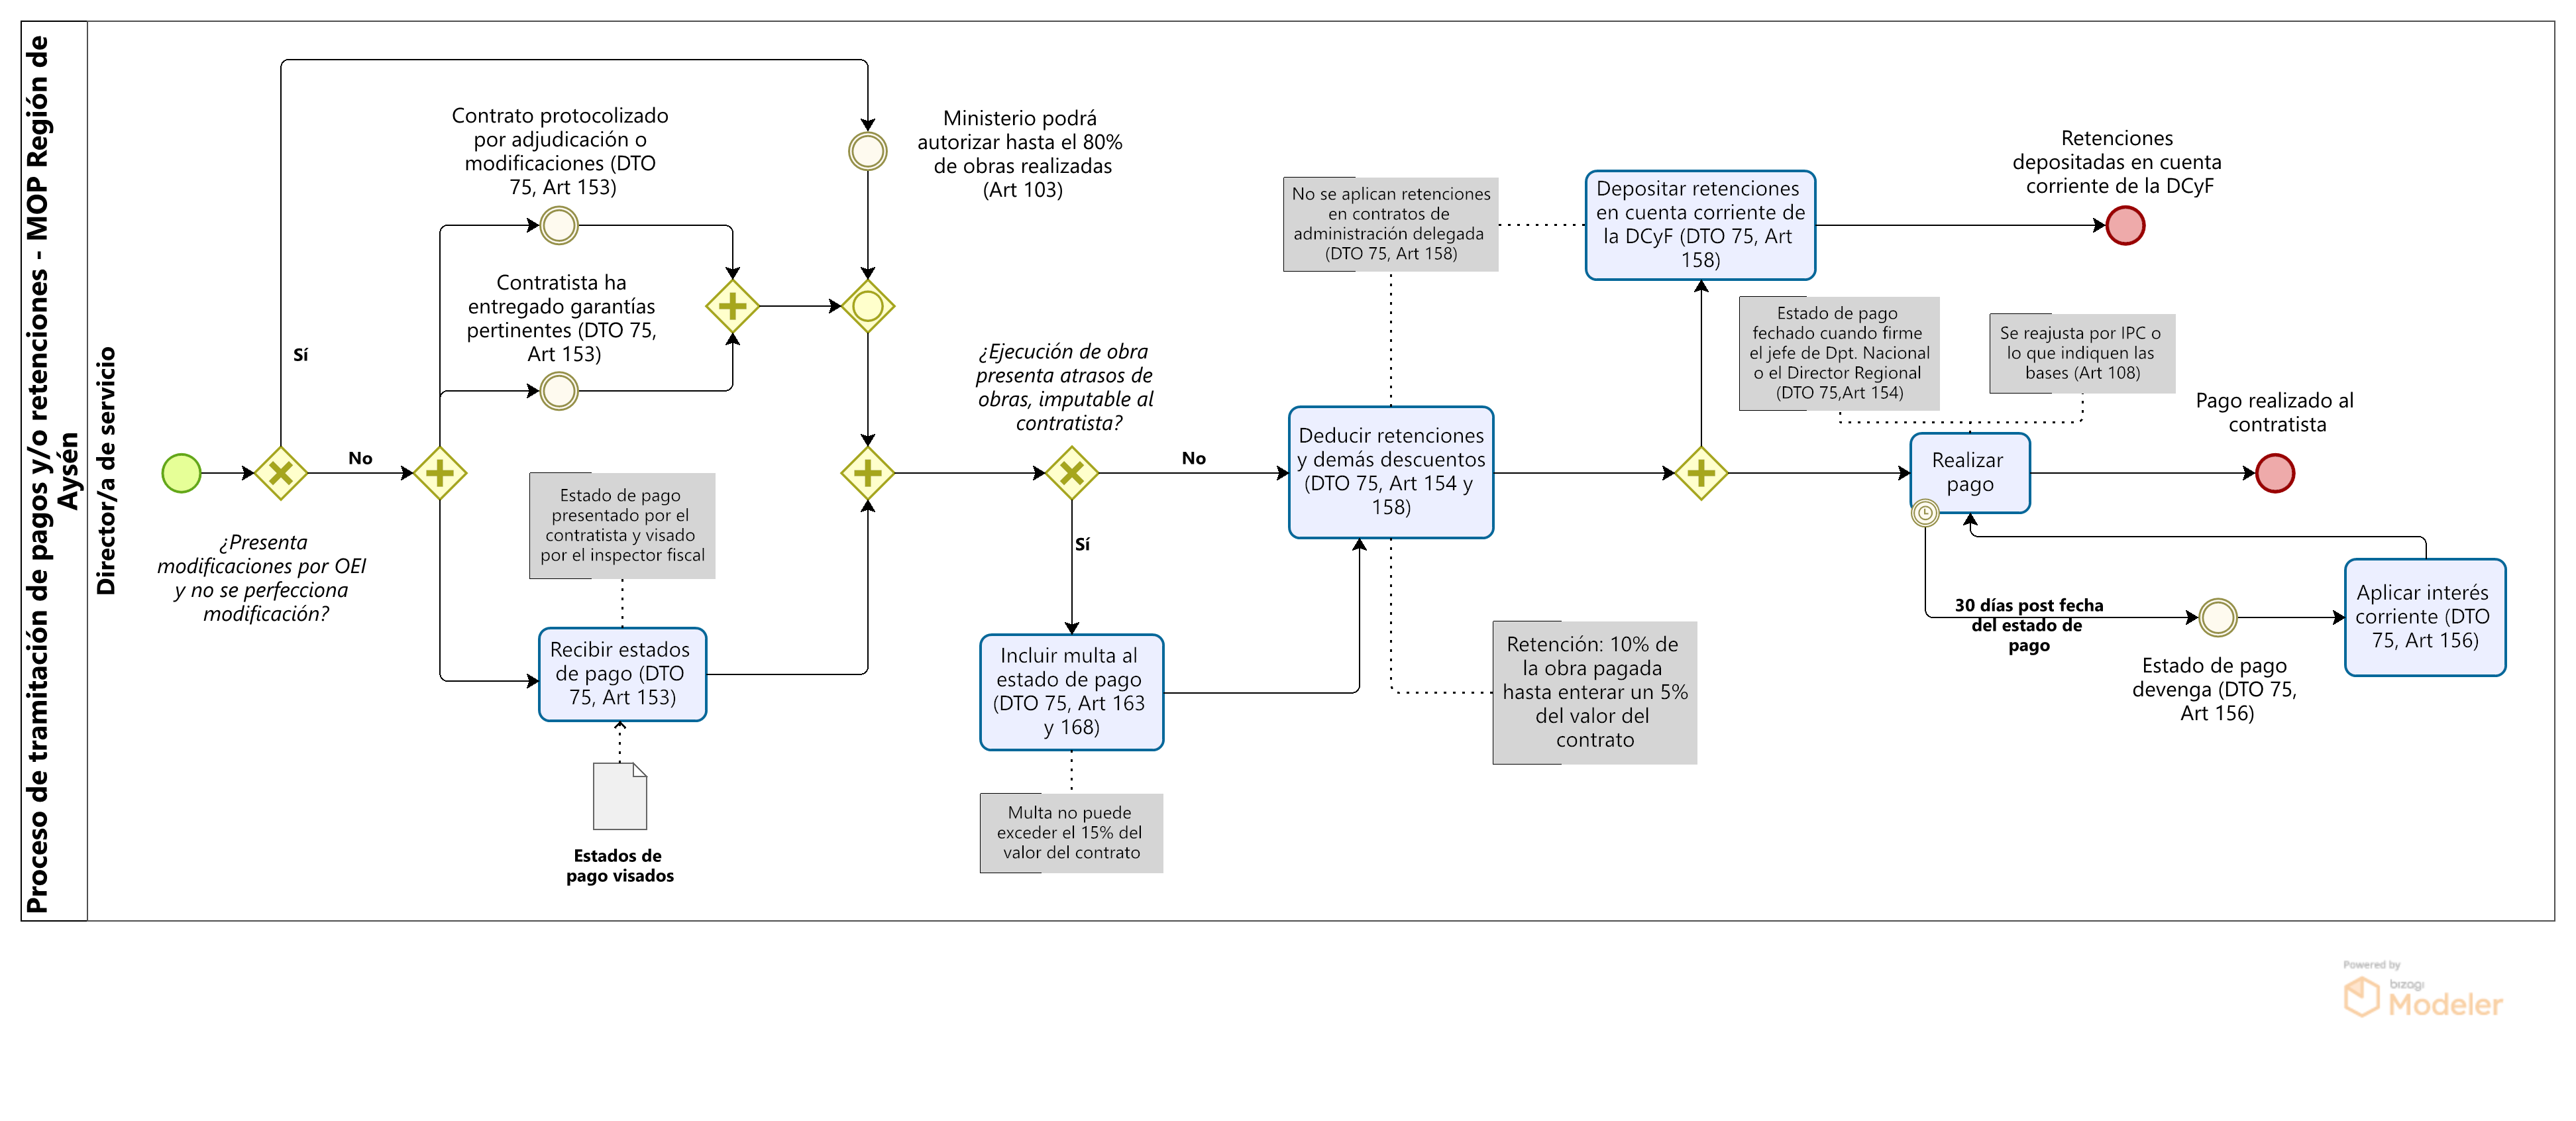 Proceso de tramitación de pagos y/o retenciones - MOP Región de
Aysén
Director/a de servicio
Contrato protocolizado
por adjudicación o
modificaciones (DTO
75, Art 153)
Ministerio podrá
autorizar hasta el 80%
de obras realizadas
(Art 103)
Contratista ha
entregado garantías
pertinentes (DTO 75,
Art 153)
Sí
No
¿Presenta
modificaciones por OEI
y no se perfecciona
modificación?
Estado de pago
presentado por el
contratista y visado
por el inspector fiscal
Recibir estados
de pago (DTO
75, Art 153)
Estados de
pago visados
¿Ejecución de obra
presenta atrasos de
obras, imputable al
contratista?
No
Sí
Incluir multa al
estado de pago
(DTO 75, Art 163
y 168)
Multa no puede
exceder el 15% del
valor del contrato
No se aplican retenciones
en contratos de
administración delegada
(DTO 75, Art 158)
Deducir retenciones
y demás descuentos
(DTO 75, Art 154 y
158)
Retención: 10% de
la obra pagada
hasta enterar un 5%
del valor del
contrato
Depositar retenciones
en cuenta corriente de
la DCyF (DTO 75, Art
158)
Retenciones
depositadas en cuenta
corriente de la DCyF
Estado de pago
fechado cuando firme
el jefe de Dpt. Nacional
o el Director Regional
(DTO 75,Art 154)
Se reajusta por IPC o
lo que indiquen las
bases (Art 108)
Realizar
pago
Pago realizado al
contratista
30 días post fecha
del estado de
pago
Estado de pago
devenga (DTO 75,
Art 156)
Aplicar interés
corriente (DTO
75, Art 156)
Powered by
bizagi
Modeler